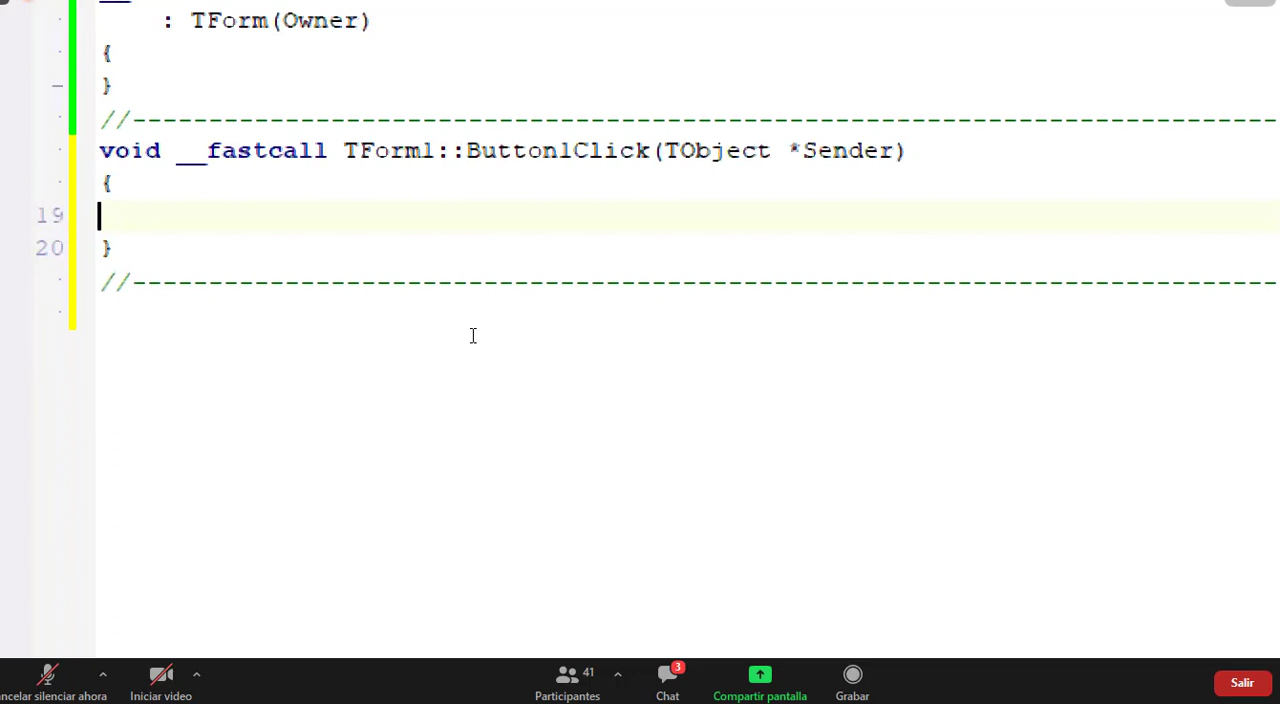 : TForm(Owner)
{
}
//---------------------------------------------------------------------------
void __fastcall TForm1::Button1Click(TObject *Sender)
{
19
20 }
//---------------------------------------------------------------------------
ncelar silenciar ahora
Iniciar video
41
Participantes
3
Chat
Compartir pantalla
Grabar
Salir